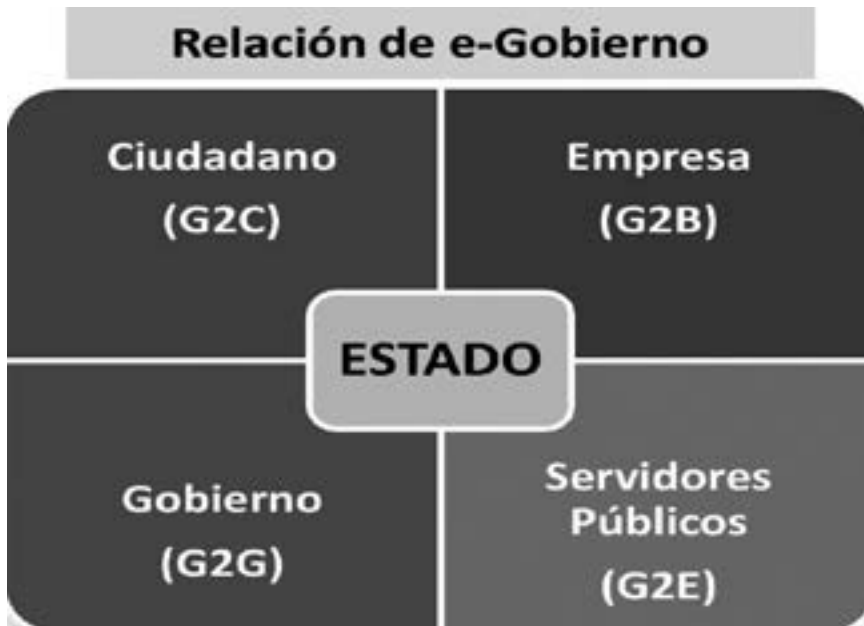 Relación de e-Gobierno
Ciudadano
(G2C)
Empresa
(G2B)
ESTADO
Gobierno
(G2G)
Servidores
Públicos
(G2E)